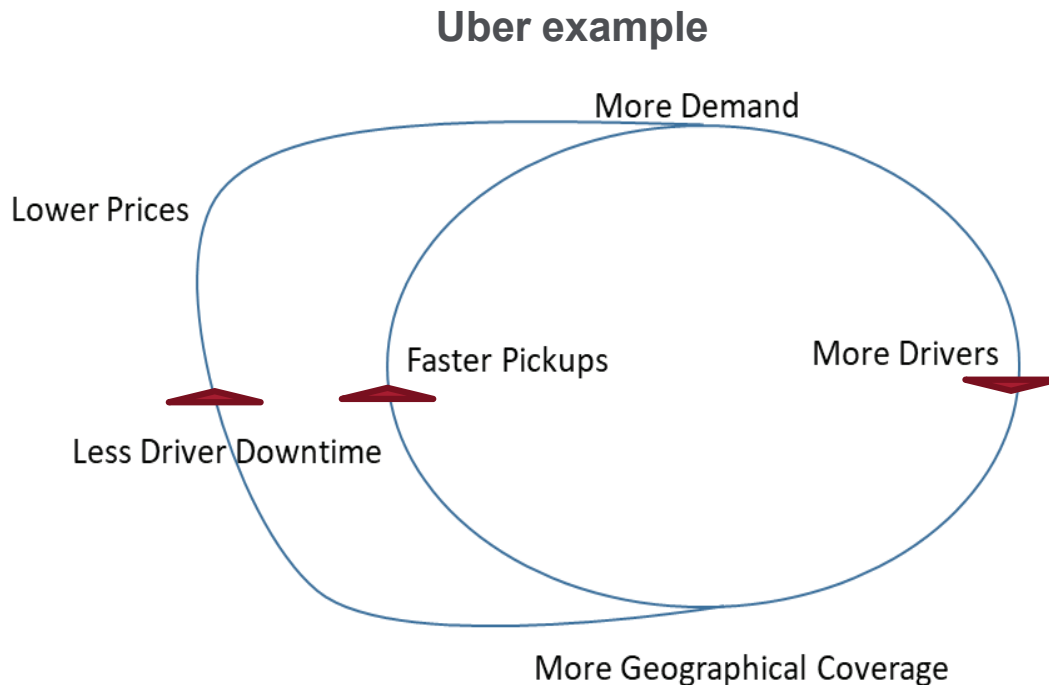 Uber example
More Demand
Lower Prices
Faster Pickups
More Drivers
Less Driver Downtime
More Geographical Coverage